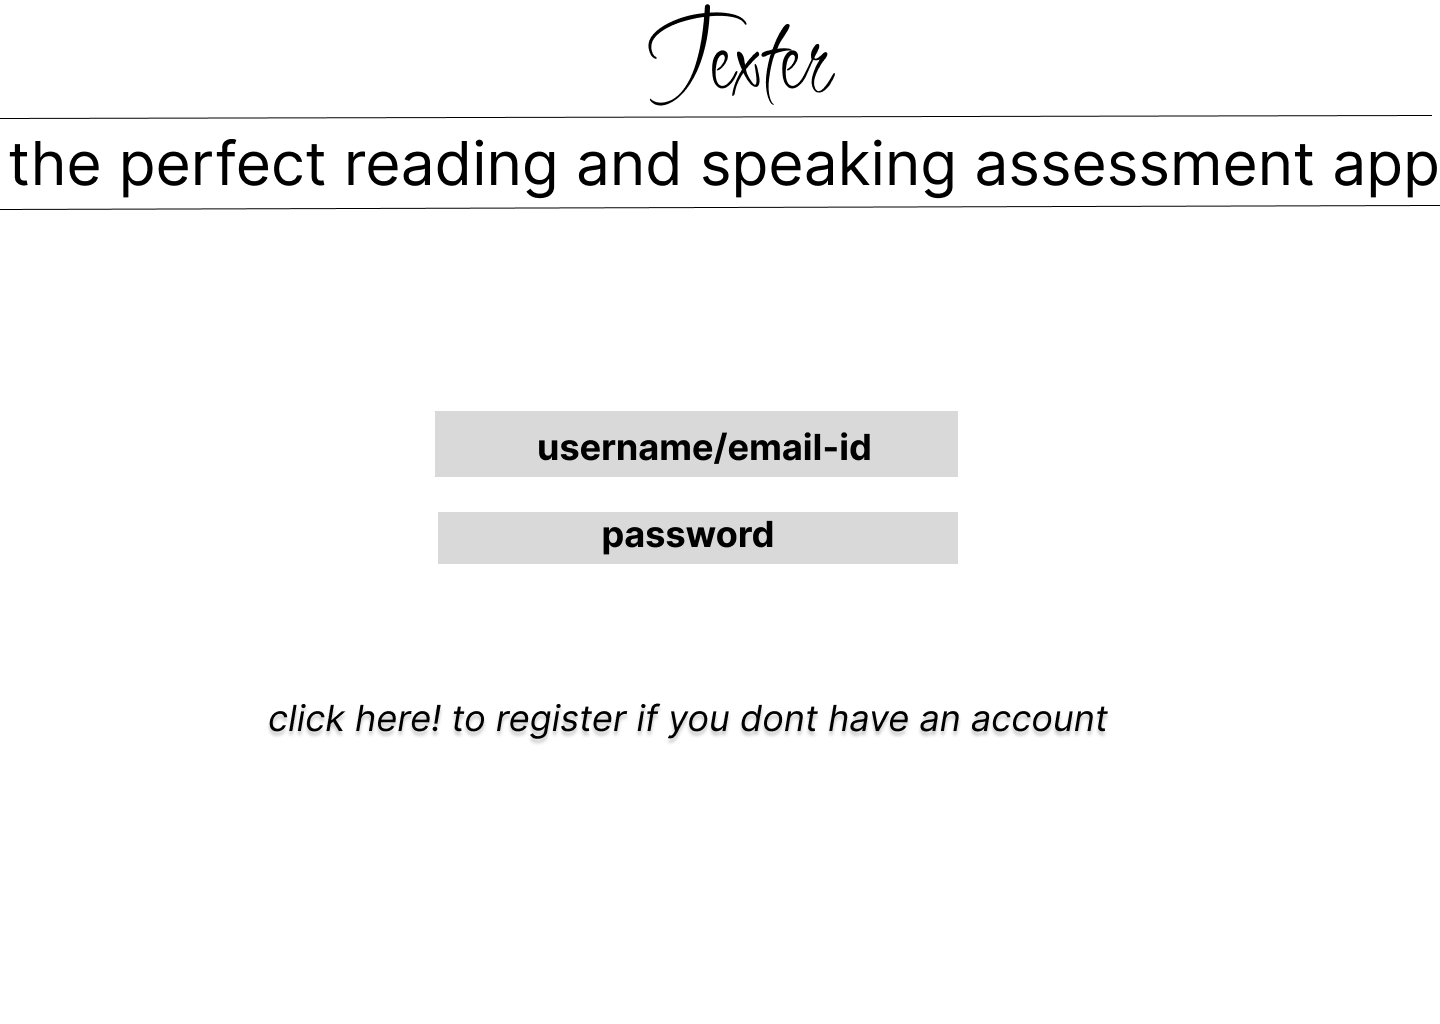 Texter
the perfect reading and speaking assessment app
username/email-id
password
click here! to register if you dont have an account